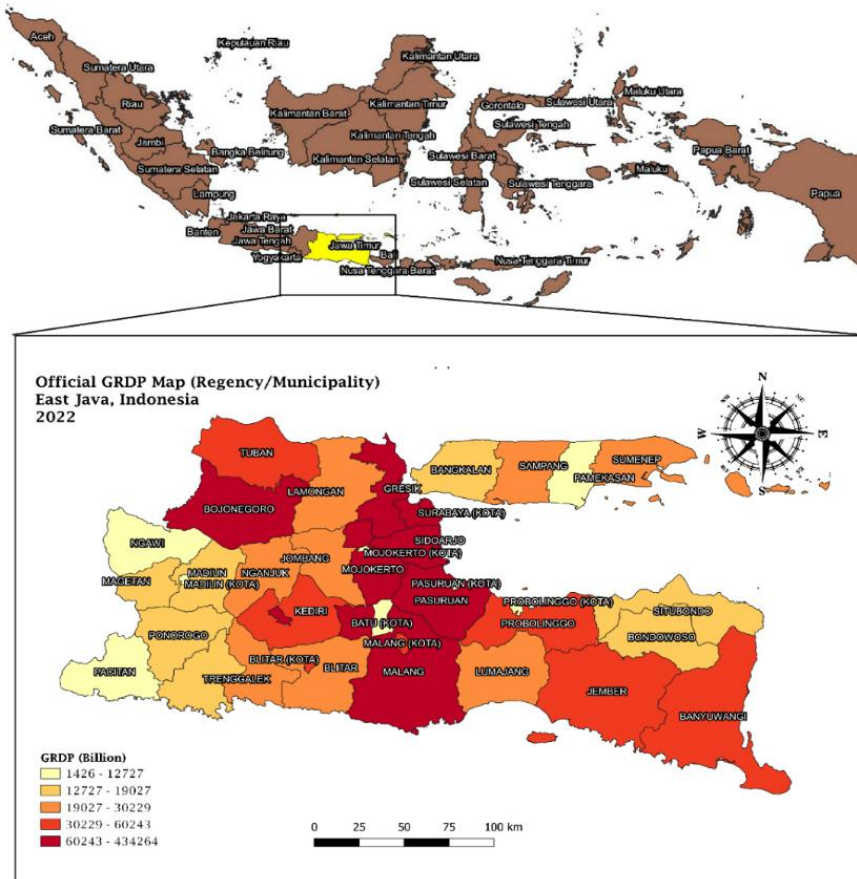 Aceh
Kepulauan Riau
Kalimantan Utara
Sumatera Utara
Maluku Utara
Riau
Kalimantan Timur
Gorontalo
Sulawesi Utara
Kalimantan Barat
Sumatera Barat
Sulawesi Tengah
Jambi
Kalimantan Tengah
Papua Barat
Bangka Belitung
Sulawesi Barat
Kalimantan Selatan
Maluku
Sumatera Selatan
Sulawesi Selatan
Sulawesi Tenggara
Lampung
Papua
Jakarta Raya
Banten
Jawa Barat
Jawa Tengah
Jawa Timur
Yogyakarta
Bali
Nusa Tenggara Timur
Nusa Tenggara Barat
Official GRDP Map (Regency/Municipality)
East Java, Indonesia
2022
N
W
E
S
TUBAN
BANGKALAN
SAMPANG
SUMENEP
PAMEKASAN
LAMONGAN
GRESIK
BOJONEGORO
SURABAYA (KOTA)
NGAWI
SIDOARJO
MOJOKERTO (KOTA)
JOMBANG
MOJOKERTO
MADIUN
NGANJUK
MAGETAN
MADIUN (KOTA)
PASURUAN (KOTA)
PASURUAN
PROBOLINGGO (KOTA)
SITUBONDO
KEDIRI
BATU (KOTA)
PROBOLINGGO
PONOROGO
BONDOWOSO
MALANG (KOTA)
BLITAR (KOTA)
BLITAR
PACITAN
TRENGGALEK
MALANG
LUMAJANG
JEMBER
BANYUWANGI
GRDP (Billion)
1426 - 12727
12727 - 19027
19027 - 30229
30229 - 60243
60243 - 434264
0 25 50 75 100 km